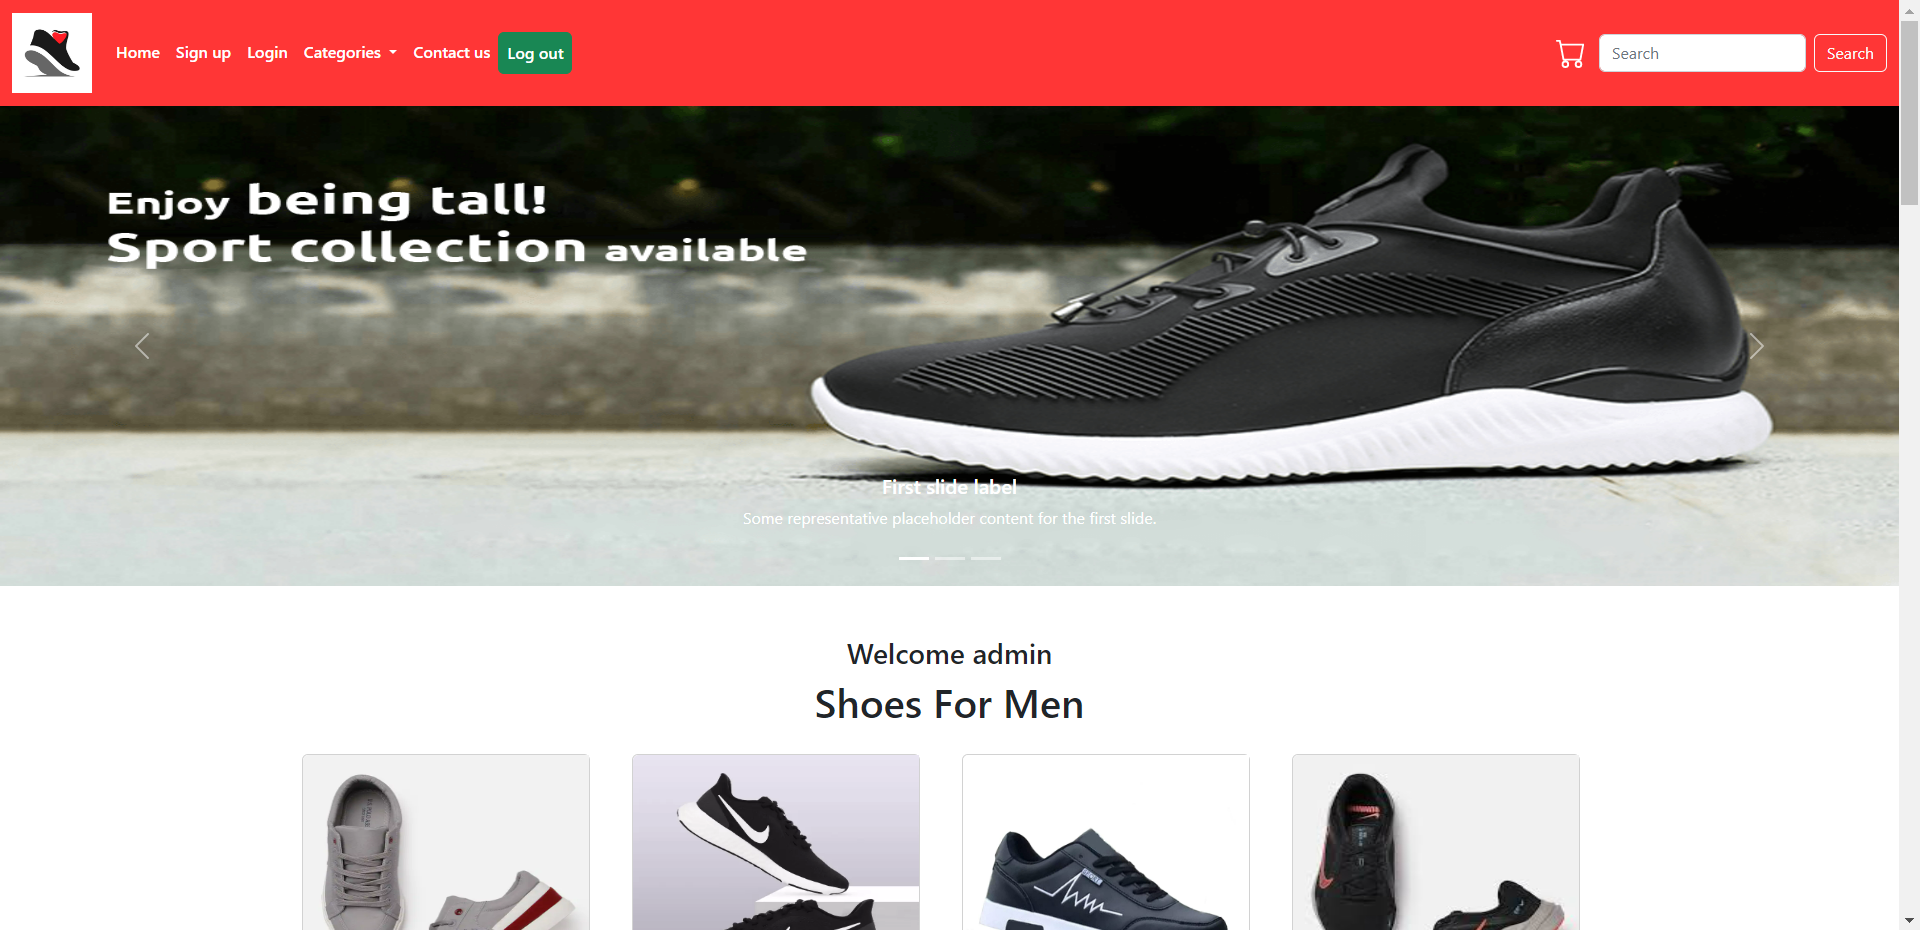 Home Sign up Login Categories Contact us Log out Search Search
Enjoy being tall!
Sport collection available
First slide label
Some representative placeholder content for the first slide.
Welcome admin
Shoes For Men